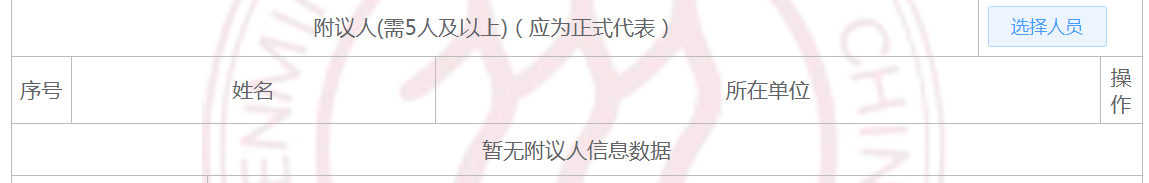 附议人(需5人及以上)（应为正式代表）
选择人员
序号
姓名
所在单位
操作
暂无附议人信息数据
ENMIN
CHIN